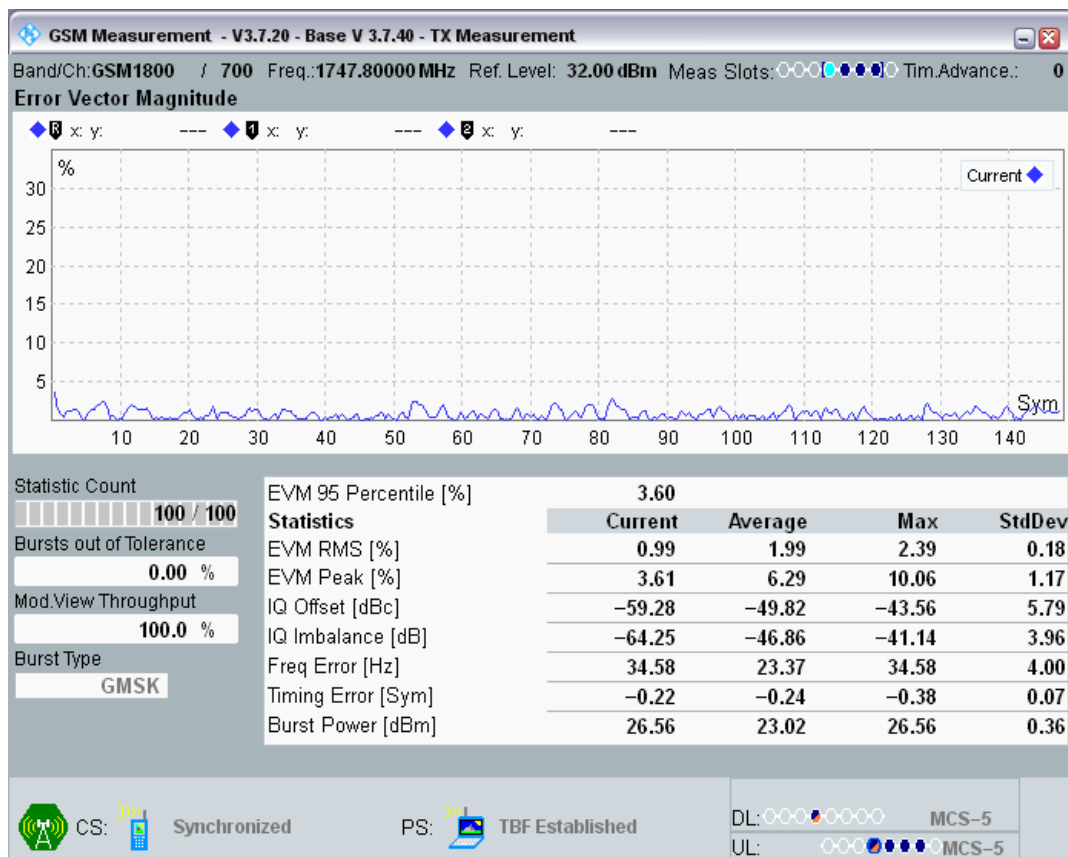 GSM Measurement - V3.7.20 - Base V 3.7.40 - TX Measurement
Band/Ch:GSM1800 / 700 Freq.:1747.80000 MHz Ref. Level: 32.00 dBm Meas Slots: Tim.Advance.: 0
Error Vector Magnitude
R x: y: --- 1 x: y: --- 2 x: y: ---
%
Current
30
25
20
15
10
5
Sym
10 20 30 40 50 60 70 80 90 100 110 120 130 140
Statistic Count
100 / 100
Bursts out of Tolerance
0.00 %
Mod.View Throughput
100.0 %
Burst Type
GMSK
EVM 95 Percentile [%] 3.60
Statistics Current Average Max StdDev
EVM RMS [%] 0.99 1.99 2.39 0.18
EVM Peak [%] 3.61 6.29 10.06 1.17
IQ Offset [dBc] −59.28 −49.82 −43.56 5.79
IQ Imbalance [dB] −64.25 −46.86 −41.14 3.96
Freq Error [Hz] 34.58 23.37 34.58 4.00
Timing Error [Sym] −0.22 −0.24 −0.38 0.07
Burst Power [dBm] 26.56 23.02 26.56 0.36
CS: Synchronized PS: TBF Established
DL: MCS−5
UL: MCS−5